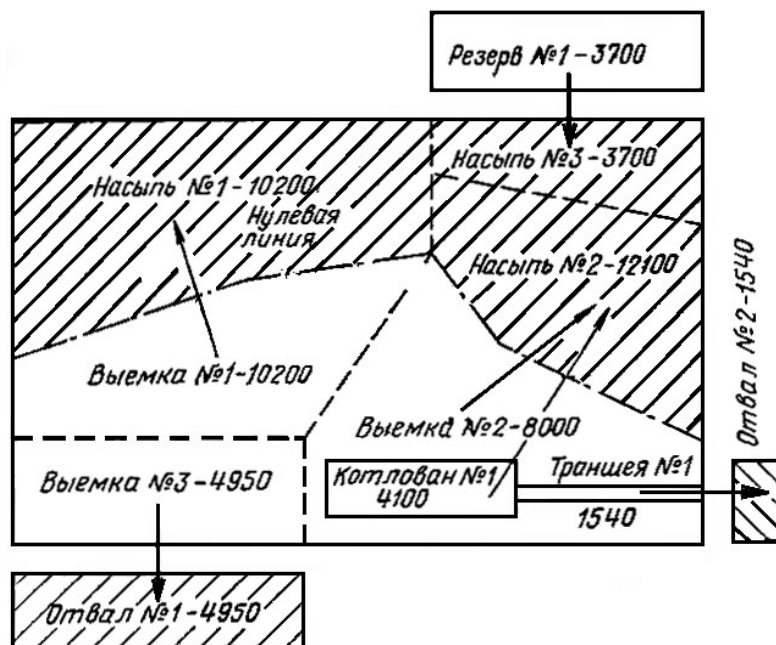 Резерв №1-3700
Насыпь №3-3700
Насыпь №1-10200
Нулевая
линия
Насыпь №2-12100
Отвал №2-1540
Выемка №1-10200
Выемка №2-8000
Выемка №3-4950
Котлован №1
4100
Траншея №1
1540
Отвал №1-4950